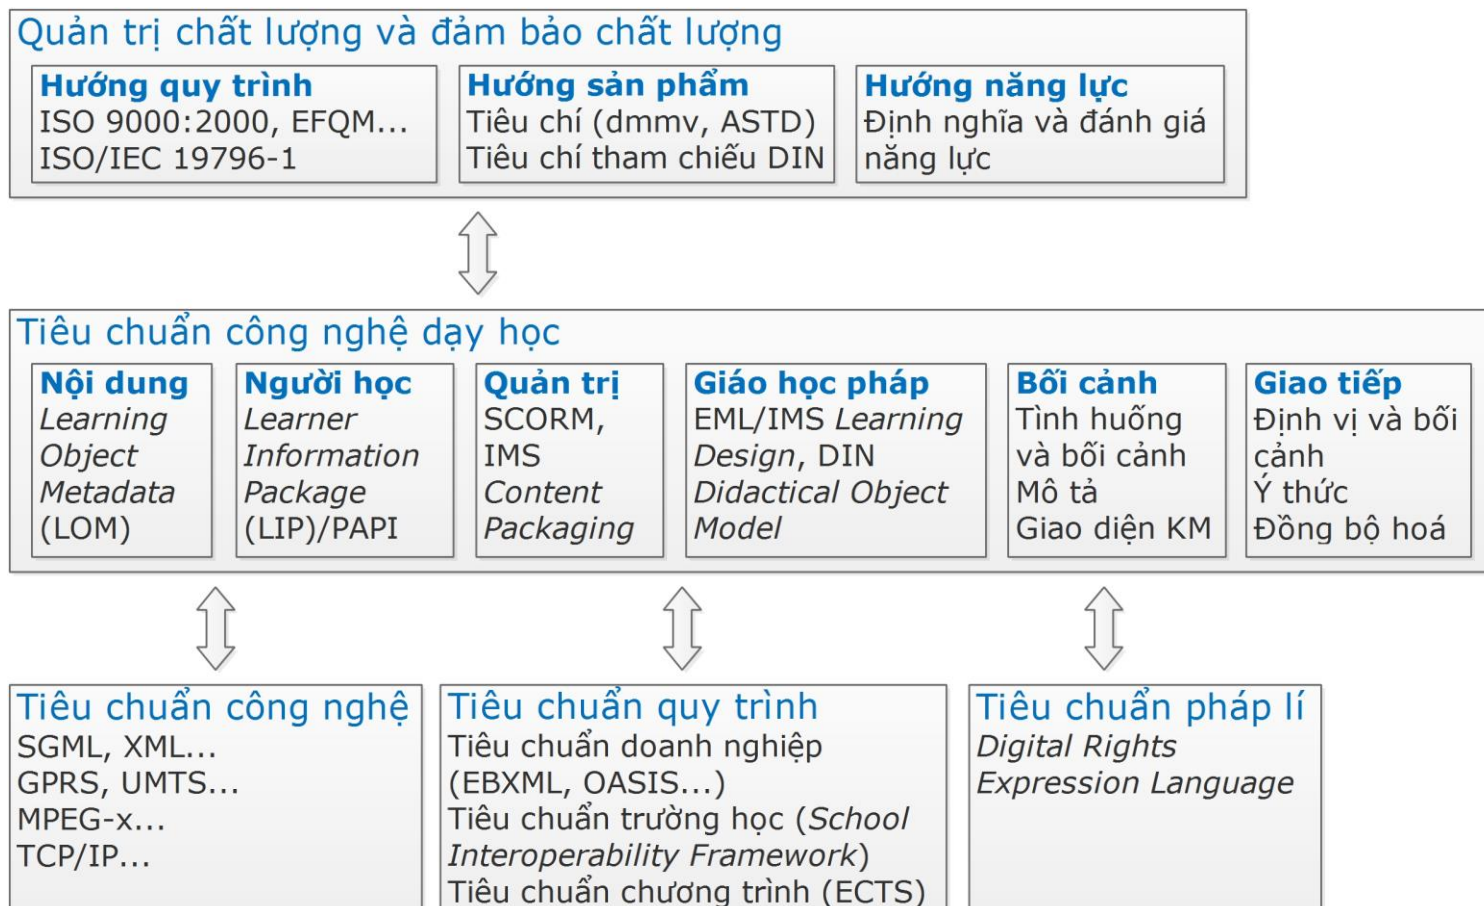 Quản trị chất lượng và đảm bảo chất lượng
Hướng quy trình
ISO 9000:2000, EFQM...
ISO/IEC 19796-1
Hướng sản phẩm
Tiêu chí (dmmv, ASTD)
Tiêu chí tham chiếu DIN
Hướng năng lực
Định nghĩa và đánh giá
năng lực
Tiêu chuẩn công nghệ dạy học
Nội dung
Learning
Object
Metadata
(LOM)
Người học
Learner
Information
Package
(LIP)/PAPI
Quản trị
SCORM,
IMS
Content
Packaging
Giáo học pháp
EML/IMS Learning
Design, DIN
Didactical Object
Model
Bối cảnh
Tình huống
và bối cảnh
Mô tả
Giao diện KM
Giao tiếp
Định vị và bối
cảnh
Ý thức
Đồng bộ hoá
Tiêu chuẩn công nghệ
SGML, XML...
GPRS, UMTS...
MPEG-x...
TCP/IP...
Tiêu chuẩn quy trình
Tiêu chuẩn doanh nghiệp
(EBXML, OASIS...)
Tiêu chuẩn trường học (School
Interoperability Framework)
Tiêu chuẩn chương trình (ECTS)
Tiêu chuẩn pháp lí
Digital Rights
Expression Language